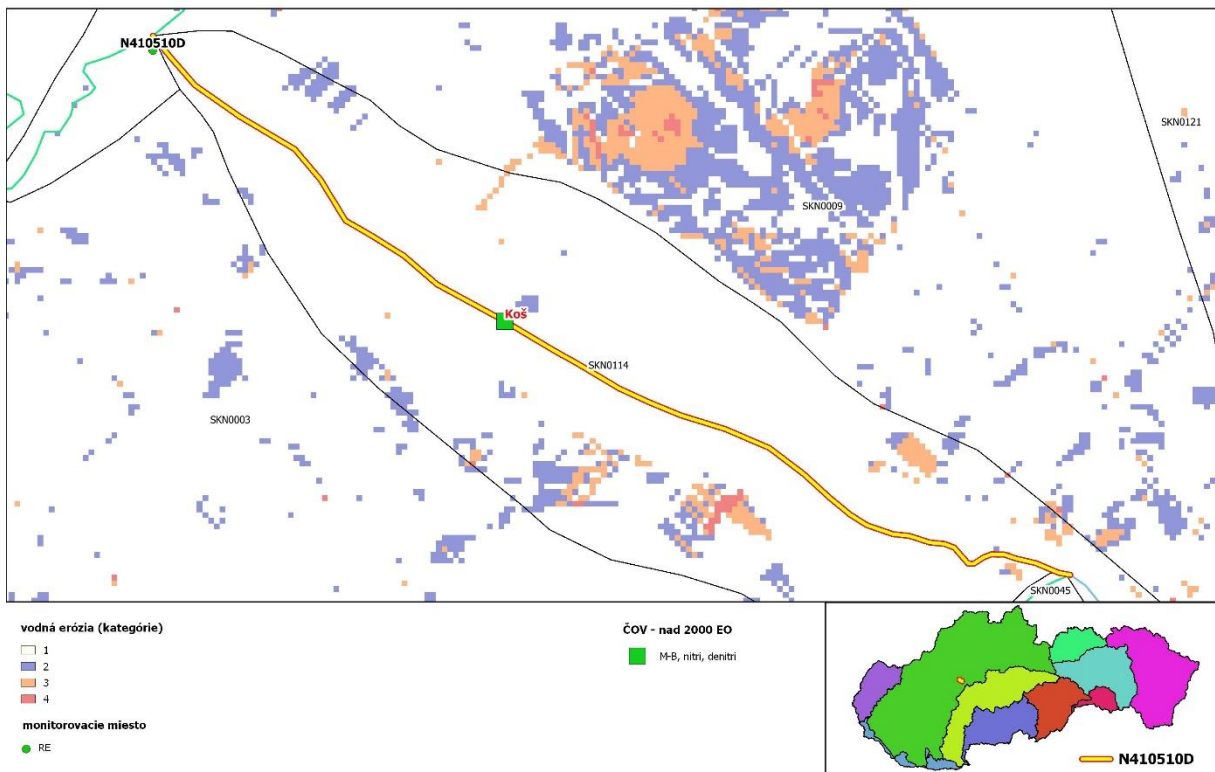 N410510D
SKN0121
SKN0009
Koš
SKN0114
SKN0003
SKN0045
vodná erózia (kategórie)
1
2
3
4
monitorovacie miesto
RE
ČOV - nad 2000 EO
M-B, nitri, denitri
N410510D